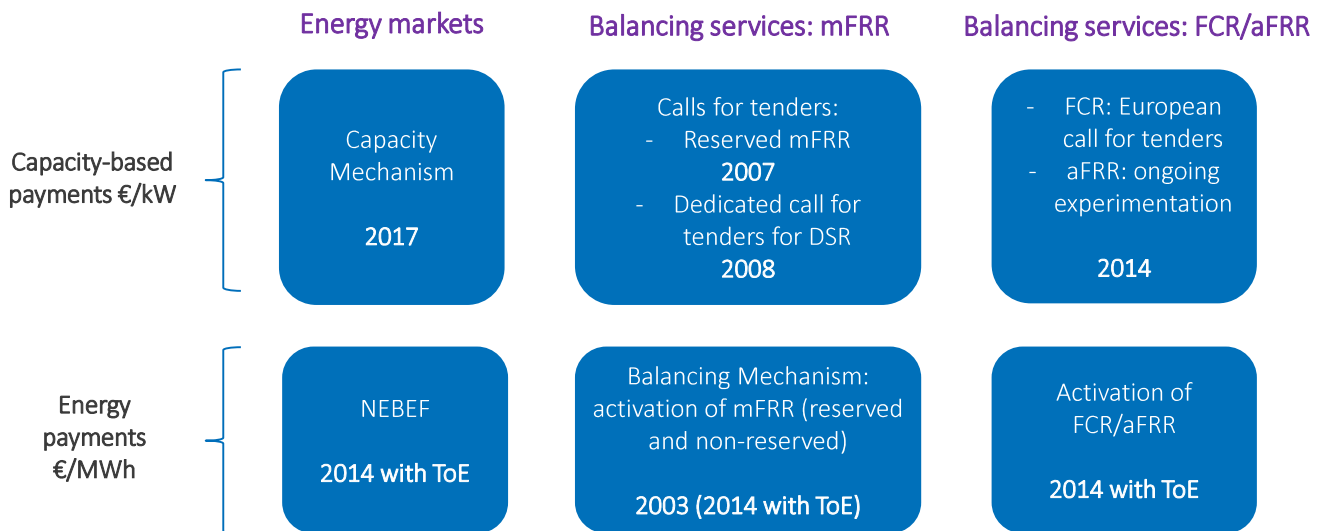 Energy markets
Balancing services: mFRR
Balancing services: FCR/aFRR
Capacity-based
payments €/kW
Capacity
Mechanism
2017
Calls for tenders:
- Reserved mFRR
2007
- Dedicated call for
tenders for DSR
2008
- FCR: European
call for tenders
- aFRR: ongoing
experimentation
2014
Energy
payments
€/MWh
NEBEF
2014 with ToE
Balancing Mechanism:
activation of mFRR (reserved
and non-reserved)
2003 (2014 with ToE)
Activation of
FCR/aFRR
2014 with ToE